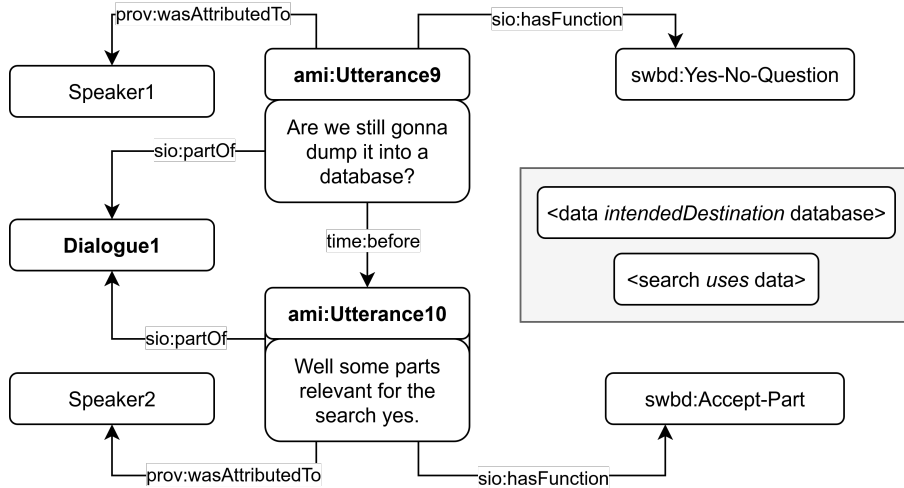 prov:wasAttributedTo
sio:hasFunction
Speaker1
ami:Utterance9
swbd:Yes-No-Question
Are we still gonna
dump it into a
database?
sio:partOf
<data intendedDestination database>
Dialogue1
time:before
<search uses data>
ami:Utterance10
sio:partOf
Well some parts
relevant for the
search yes.
Speaker2
swbd:Accept-Part
prov:wasAttributedTo
sio:hasFunction